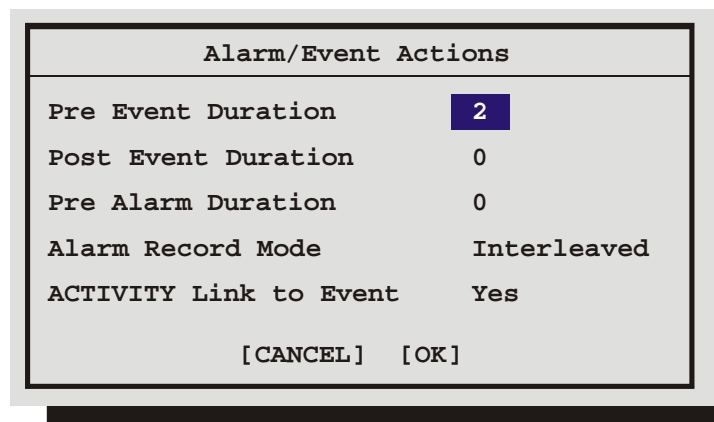 Alarm/Event Actions
Pre Event Duration 2
Post Event Duration 0
Pre Alarm Duration 0
Alarm Record Mode Interleaved
ACTIVITY Link to Event Yes
[CANCEL] [OK]